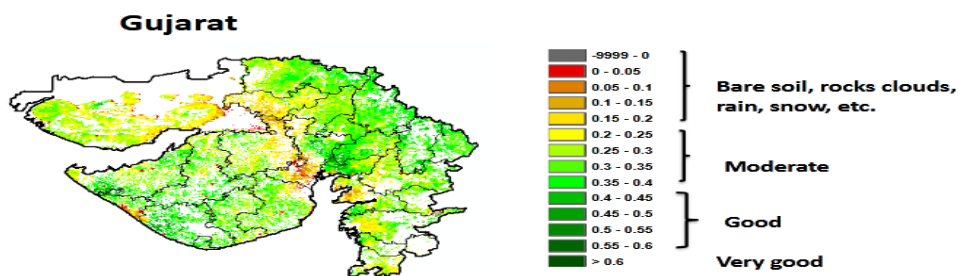 Gujarat
-9999 - 0
0 - 0.05
0.05 - 0.1
0.1 - 0.15
0.15 - 0.2
0.2 - 0.25
0.25 - 0.3
0.3 - 0.35
0.35 - 0.4
0.4 - 0.45
0.45 - 0.5
0.5 - 0.55
0.55 - 0.6
> 0.6
Bare soil, rocks clouds,
rain, snow, etc.
Moderate
Good
Very good